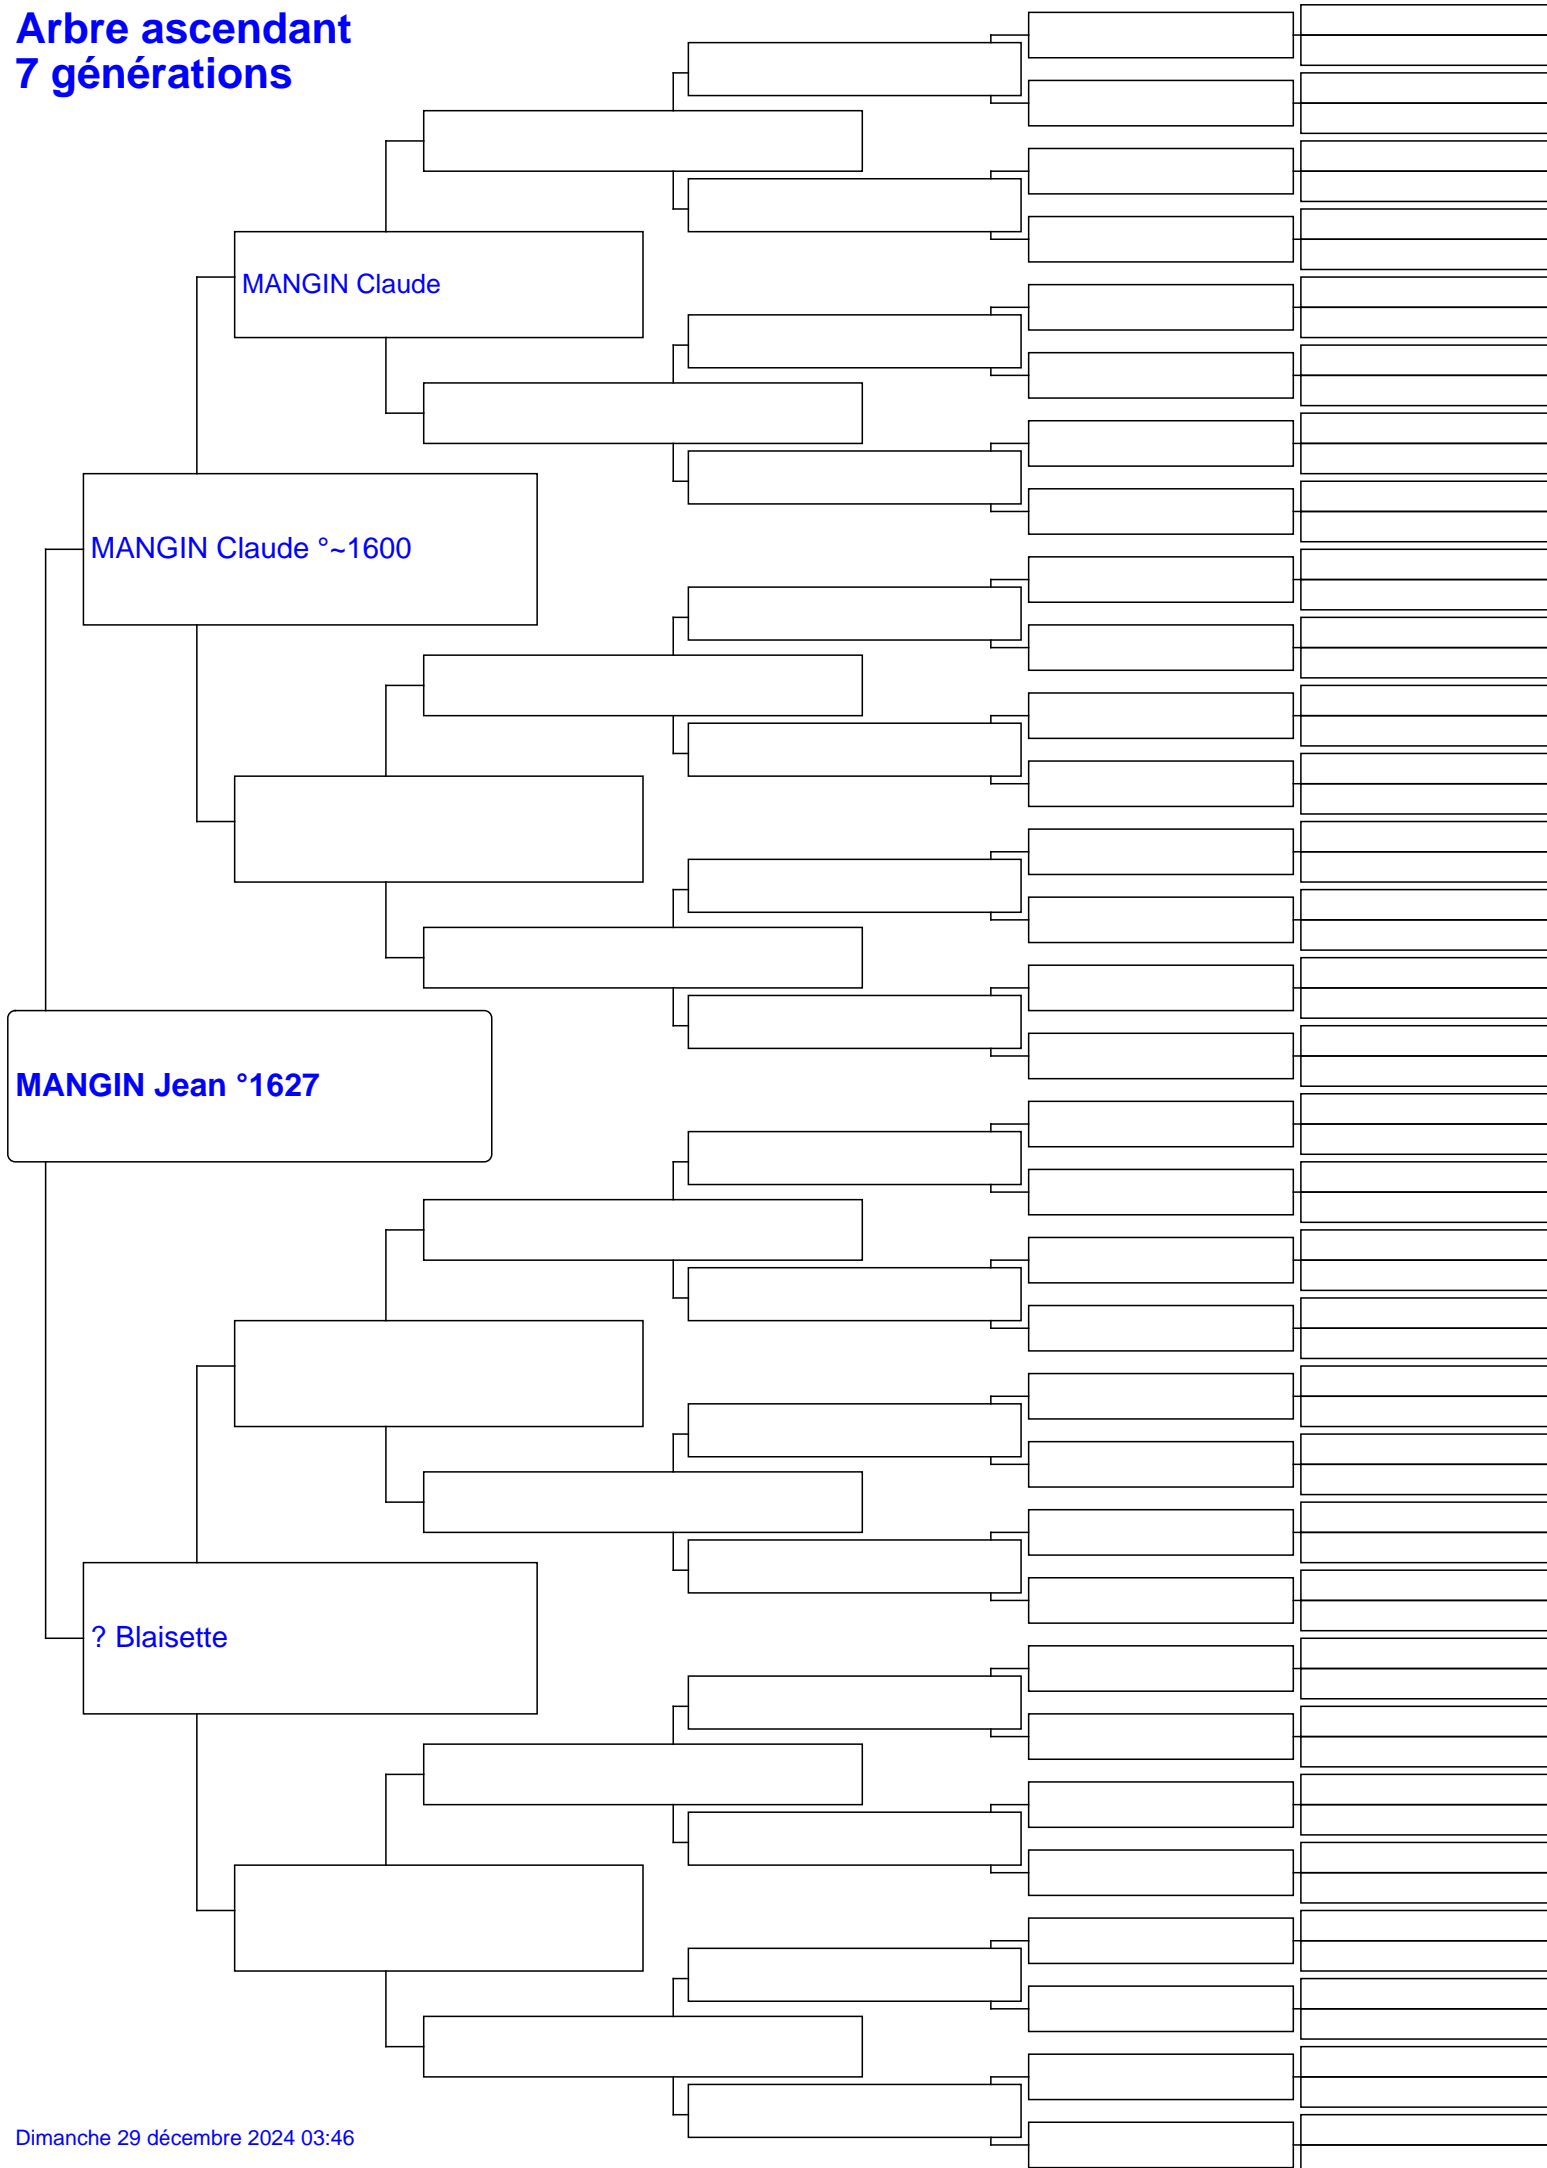 Arbre ascendant
7 générations
MANGIN Claude
MANGIN Claude °~1600
MANGIN Jean °1627
? Blaisette
Dimanche 29 décembre 2024 03:46